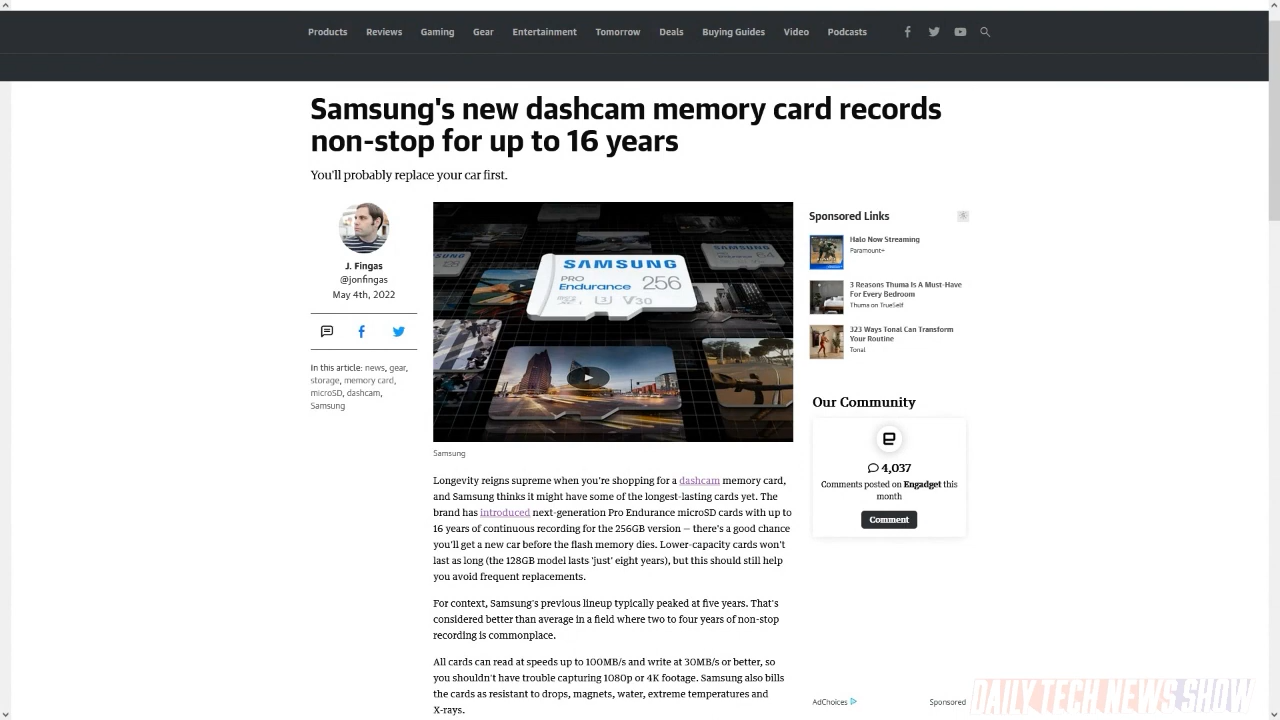 Products Reviews Gaming Gear Entertainment Tomorrow Deals Buying Guides Video Podcasts
Samsung's new dashcam memory card records
non-stop for up to 16 years
You'll probably replace your car first.
J. Fingas
@jonfingas
May 4th, 2022
In this article: news, gear,
storage, memory card,
microSD, dashcam,
Samsung
SAMSUNG
PRO
Endurance
256
V30
64
Samsung
Longevity reigns supreme when you're shopping for a dashcam memory card,
and Samsung thinks it might have some of the longest-lasting cards yet. The
brand has introduced next-generation Pro Endurance microSD cards with up to
16 years of continuous recording for the 256GB version — there's a good chance
you'll get a new car before the flash memory dies. Lower-capacity cards won't
last as long (the 128GB model lasts 'just' eight years), but this should still help
you avoid frequent replacements.
For context, Samsung's previous lineup typically peaked at five years. That's
considered better than average in a field where two to four years of non-stop
recording is commonplace.
All cards can read at speeds up to 100MB/s and write at 30MB/s or better, so
you shouldn't have trouble capturing 1080p or 4K footage. Samsung also bills
the cards as resistant to drops, magnets, water, extreme temperatures and
X-rays.
Sponsored Links
Halo Now Streaming
Paramount+
3 Reasons Thuma Is A Must-Have
For Every Bedroom
Thuma on TrueSelf
323 Ways Tonal Can Transform
Your Routine
Tonal
Our Community
4,037
Comments posted on Engadget this
month
Comment
AdChoices
Sponsored
DAILY TECH NEWS SHOW